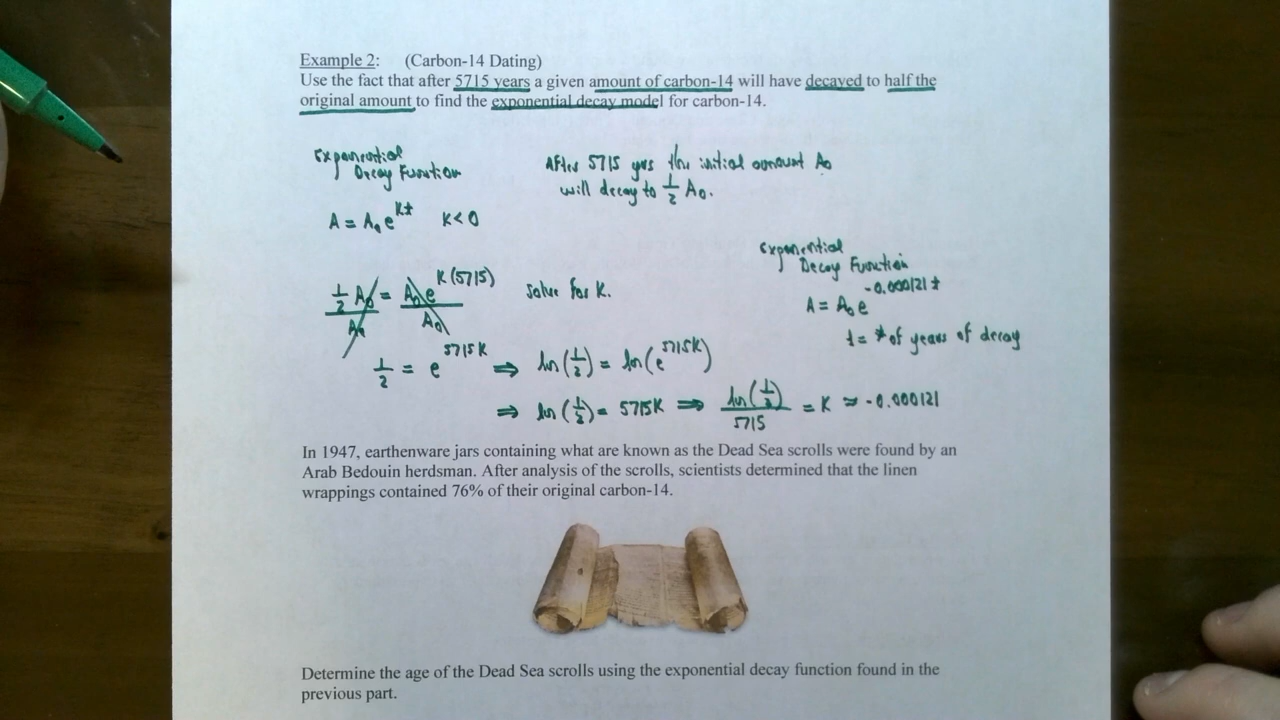 Example 2: (Carbon-14 Dating)
Use the fact that after 5715 years a given amount of carbon-14 will have decayed to half the
original amount to find the exponential decay model for carbon-14.
Exponential
Decay Function
After 5715 yrs the initial amount A₀
will decay to 1/2 A₀.
A = A₀e^(kt) k<0
Exponential
Decay Function
A = A₀e^(-0.000121t)
t = # of years of decay
(1/2 A₀)/A₀ = (A₀e^(k(5715)))/A₀ Solve for k.
1/2 = e^(5715k) ⇒ ln(1/2) = ln(e^(5715k))
⇒ ln(1/2) = 5715k ⇒ ln(1/2)/5715 = k ≈ -0.000121
In 1947, earthenware jars containing what are known as the Dead Sea scrolls were found by an
Arab Bedouin herdsman. After analysis of the scrolls, scientists determined that the linen
wrappings contained 76% of their original carbon-14.
Determine the age of the Dead Sea scrolls using the exponential decay function found in the
previous part.